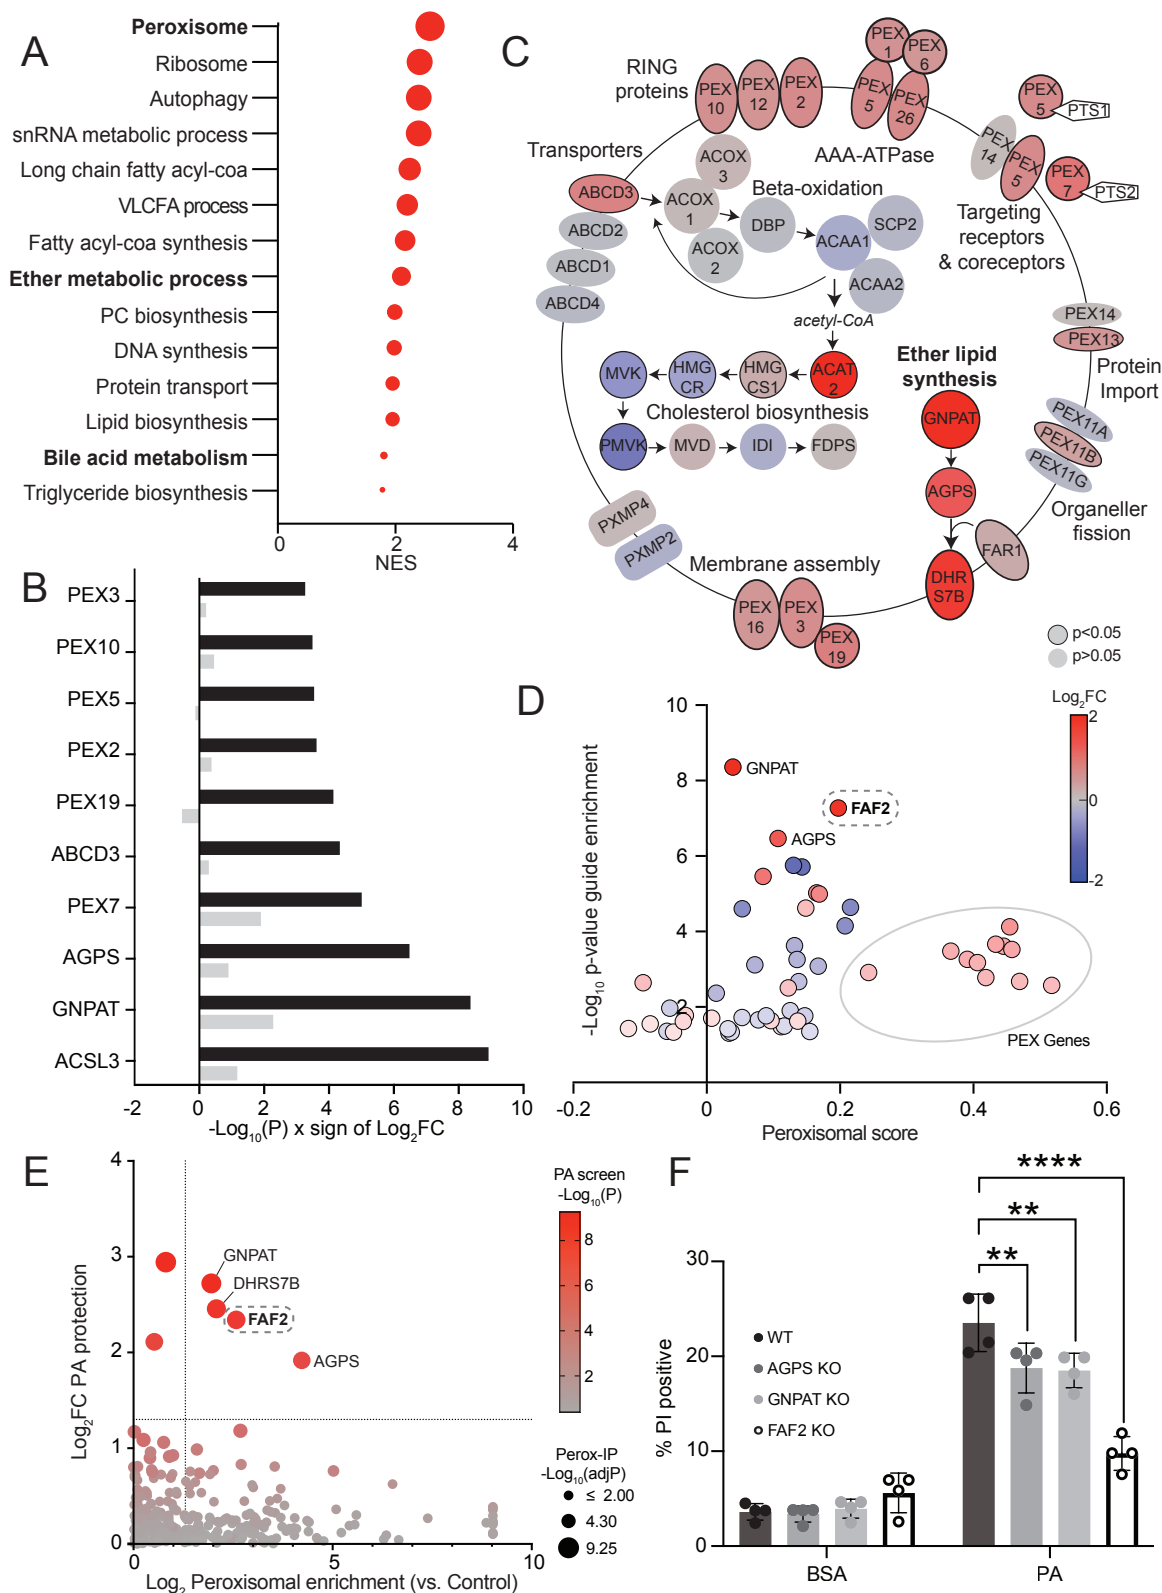 A
Peroxisome
Ribosome
Autophagy
snRNA metabolic process
Long chain fatty acyl-coa
VLCFA process
Fatty acyl-coa synthesis
Ether metabolic process
PC biosynthesis
DNA synthesis
Protein transport
Lipid biosynthesis
Bile acid metabolism
Triglyceride biosynthesis
0
2
4
NES
B
PEX3
PEX10
PEX5
PEX2
PEX19
ABCD3
PEX7
AGPS
GNPAT
ACSL3
-2
0
2
4
6
8
10
-Log10(P) x sign of Log2FC
C
RING
proteins
PEX
10
PEX
12
PEX
2
PEX
1
PEX
6
PEX
5
PEX
26
AAA-ATPase
PEX
5
PTS1
PEX
14
PEX
5
PEX
7
PTS2
Targeting
receptors
& coreceptors
Transporters
ABCD3
ABCD2
ABCD1
ABCD4
ACOX
3
ACOX
1
ACOX
2
Beta-oxidation
DBP
ACAA1
SCP2
ACAA2
acetyl-CoA
MVK
HMG
CR
HMG
CS1
ACAT
2
Cholesterol biosynthesis
PMVK
MVD
IDI
FDPS
Ether lipid
synthesis
GNPAT
AGPS
DHR
S7B
FAR1
PEX14
PEX13
Protein
Import
PEX11A
PEX11B
PEX11G
Organeller
fission
PXMP4
PXMP2
Membrane assembly
PEX
16
PEX
3
PEX
19
p<0.05
p>0.05
Log2FC
2
0
-2
D
10
8
6
4
2
-Log10 p-value guide enrichment
GNPAT
FAF2
AGPS
PEX Genes
-0.2
0
0.2
0.4
0.6
Peroxisomal score
E
4
3
2
1
0
Log2FC PA protection
GNPAT
DHRS7B
FAF2
AGPS
0
5
10
Log2 Peroxisomal enrichment (vs. Control)
PA screen
-Log10(P)
8
6
4
2
Perox-IP
-Log10(adjP)
≤ 2.00
4.30
9.25
F
30
20
10
0
% PI positive
WT
AGPS KO
GNPAT KO
FAF2 KO
****
**
**
BSA
PA